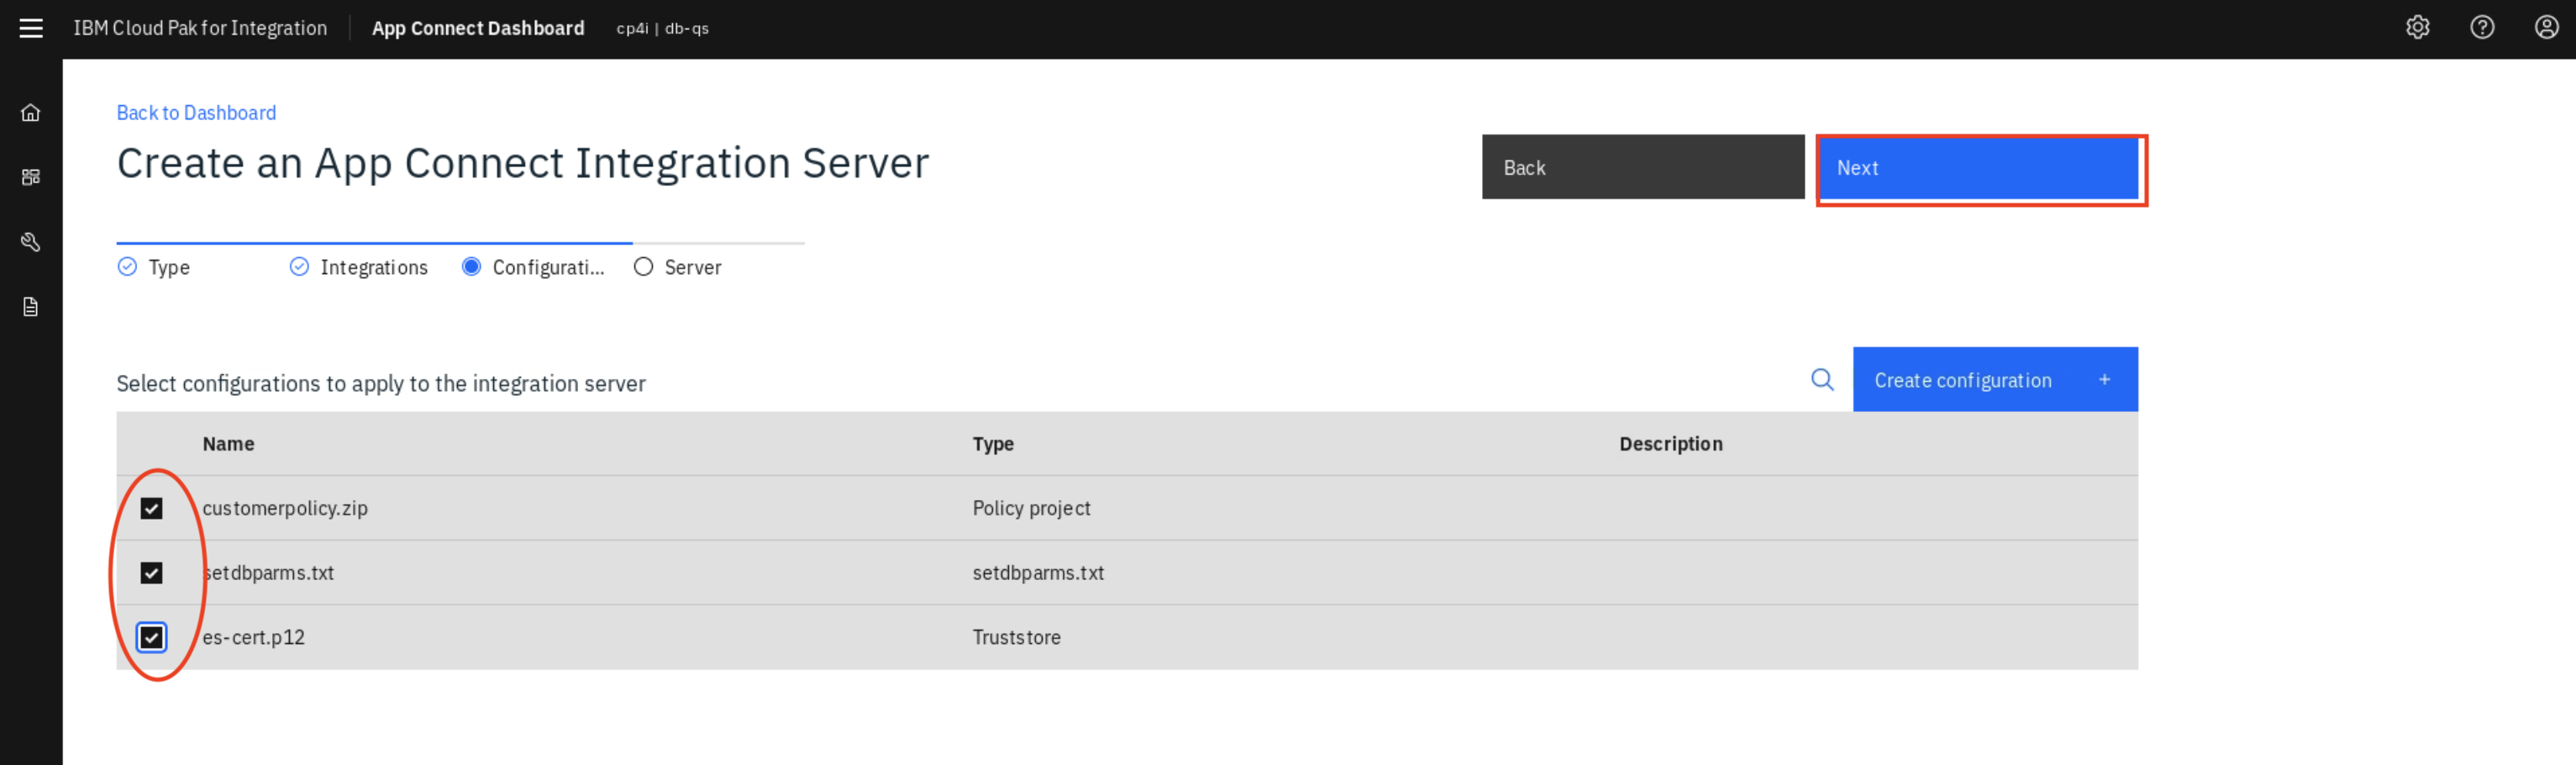 IBM Cloud Pak for Integration App Connect Dashboard cp4i | db-qs
Back to Dashboard
Create an App Connect Integration Server
Back Next
Type Integrations Configurati... Server
Select configurations to apply to the integration server Create configuration +
Name Type Description
customerpolicy.zip Policy project
setdbparms.txt setdbparms.txt
es-cert.p12 Truststore